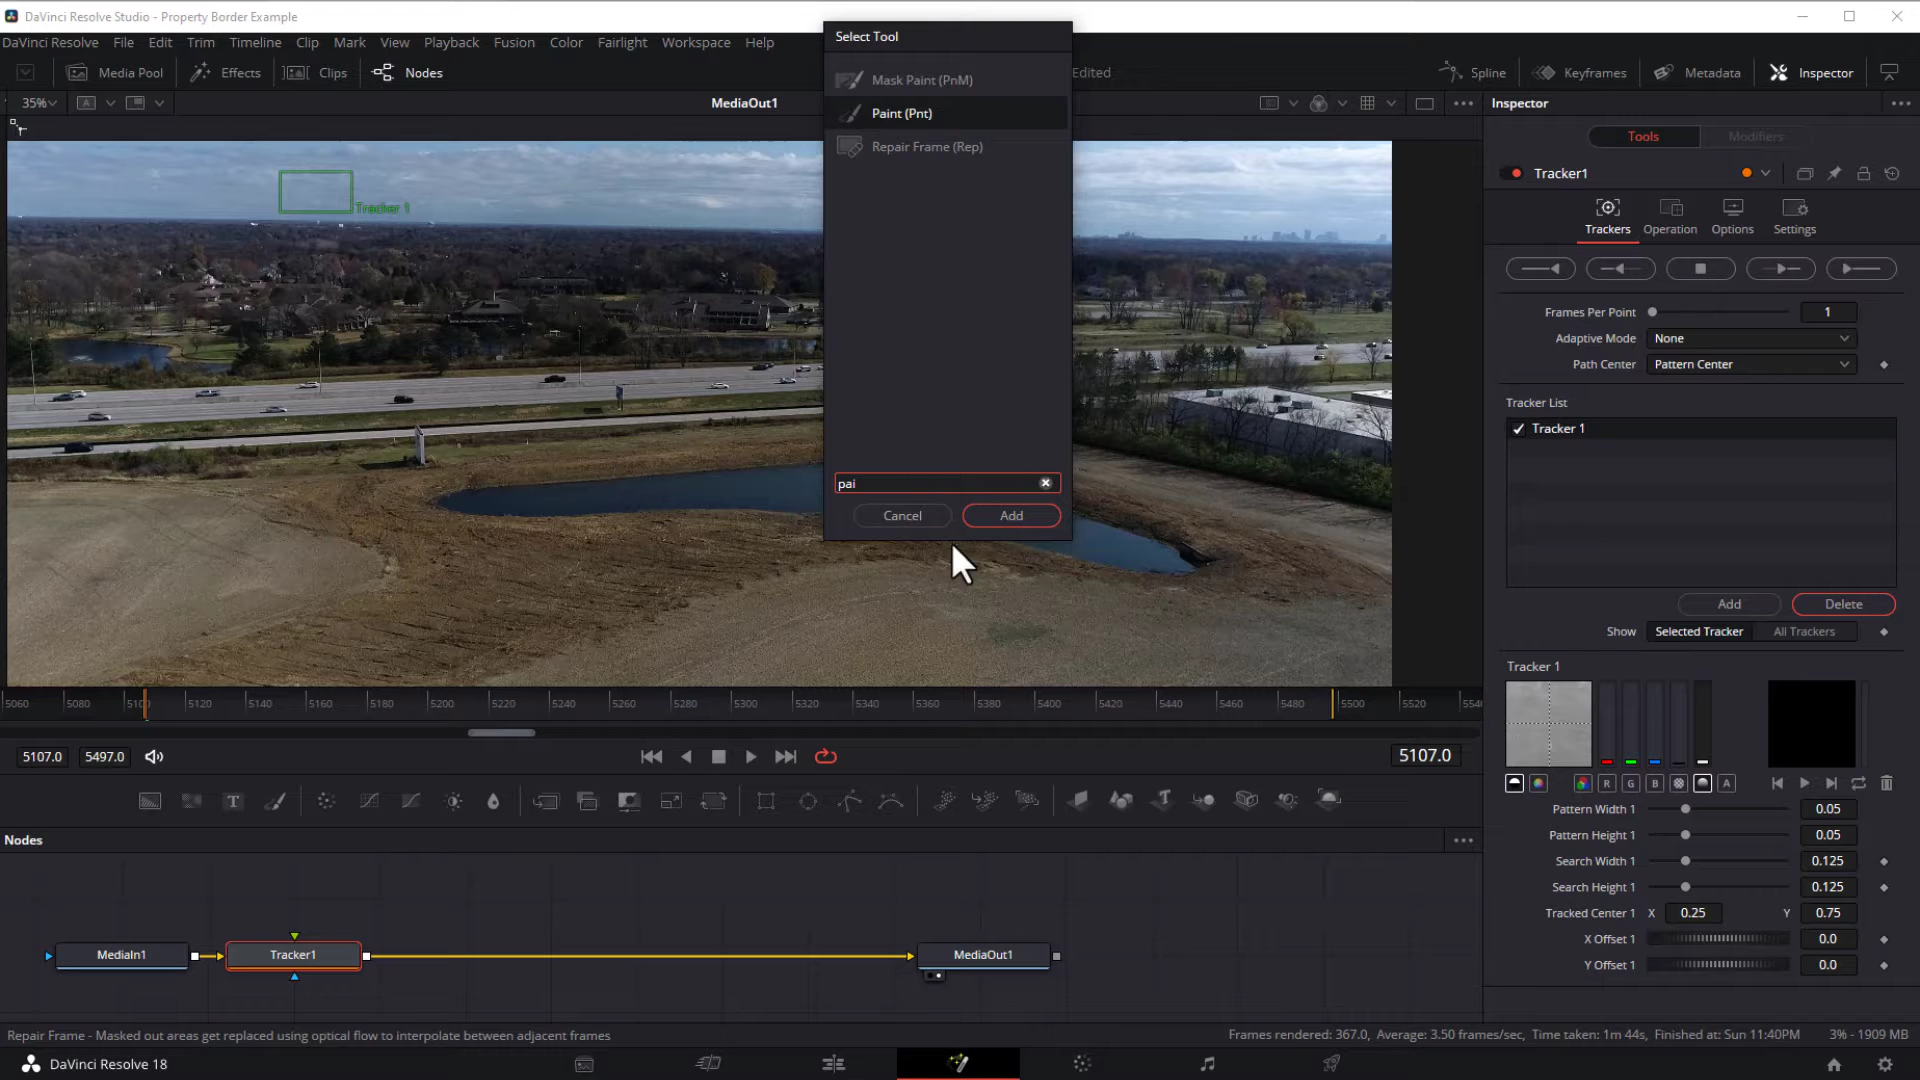 DaVinci Resolve Studio - Property Border Example
DaVinci Resolve File Edit Trim Timeline Clip Mark View Playback Fusion Color Fairlight Workspace Help
Media Pool Effects Clips Nodes Edited Spline Keyframes Metadata Inspector
35% A MediaOut1 Inspector
Select Tool
Mask Paint (PnM)
Paint (Pnt)
Repair Frame (Rep)
pai
Cancel Add
Tracker 1
Tools Modifiers
Tracker1
Trackers Operation Options Settings
Frames Per Point 1
Adaptive Mode None
Path Center Pattern Center
Tracker List
Tracker 1
Add Delete
Show Selected Tracker All Trackers
Tracker 1
R G B A
Pattern Width 1 0.05
Pattern Height 1 0.05
Search Width 1 0.125
Search Height 1 0.125
Tracked Center 1 X 0.25 Y 0.75
X Offset 1 0.0
Y Offset 1 0.0
5060 5080 5100 5120 5140 5160 5180 5200 5220 5240 5260 5280 5300 5320 5340 5360 5380 5400 5420 5440 5460 5480 5500 5520
5107.0 5497.0 5107.0
T
Nodes
MediaIn1 Tracker1 MediaOut1
Repair Frame - Masked out areas get replaced using optical flow to interpolate between adjacent frames
Frames rendered: 367.0, Average: 3.50 frames/sec, Time taken: 1m 44s, Finished at: Sun 11:40PM 3% - 1909 MB
DaVinci Resolve 18